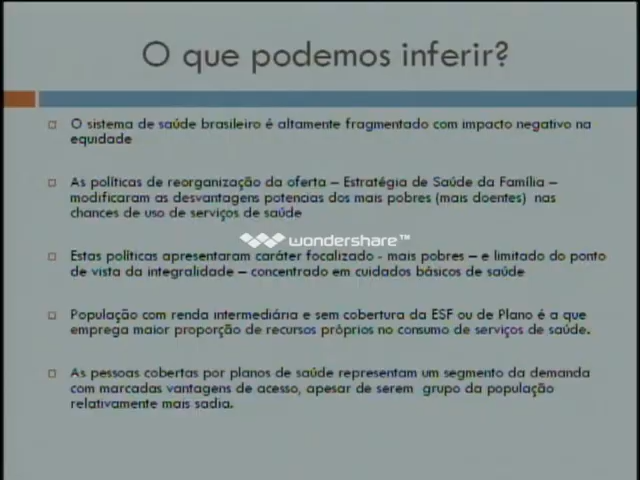 O que podemos inferir?
O sistema de saúde brasileiro é altamente fragmentado com impacto negativo na
equidade
As políticas de reorganização da oferta – Estratégia de Saúde da Família –
modificaram as desvantagens potencias dos mais pobres (mais doentes) nas
chances de uso de serviços de saúde
wondershare™
Estas políticas apresentaram caráter focalizado - mais pobres – e limitado do ponto
de vista da integralidade – concentrado em cuidados básicos de saúde
População com renda intermediária e sem cobertura da ESF ou de Plano é a que
emprega maior proporção de recursos próprios no consumo de serviços de saúde.
As pessoas cobertas por planos de saúde representam um segmento da demanda
com marcadas vantagens de acesso, apesar de serem grupo da população
relativamente mais sadia.